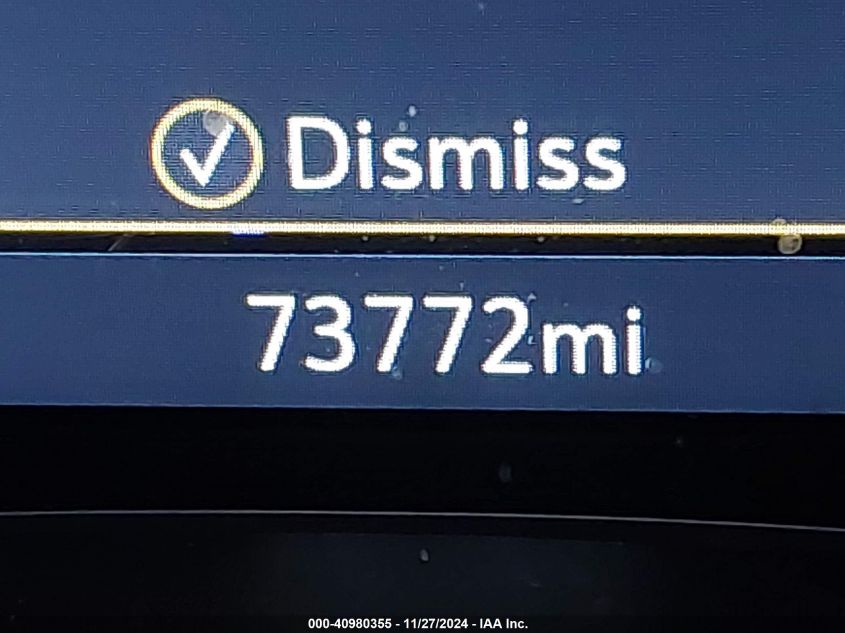 Dismiss
73772mi
000-40980355 - 11/27/2024 - IAA Inc.